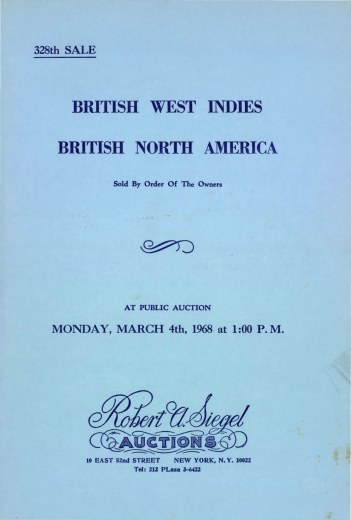 328th SALE
BRITISH WEST INDIES
BRITISH NORTH AMERICA
Sold By Order Of The Owners
AT PUBLIC AUCTION
MONDAY, MARCH 4th, 1968 at 1:00 P. M.
Robert A. Siegel
AUCTIONS
10 EAST 52nd STREET NEW YORK, N. Y. 10022
Tel: 212 PLaza 3-6422